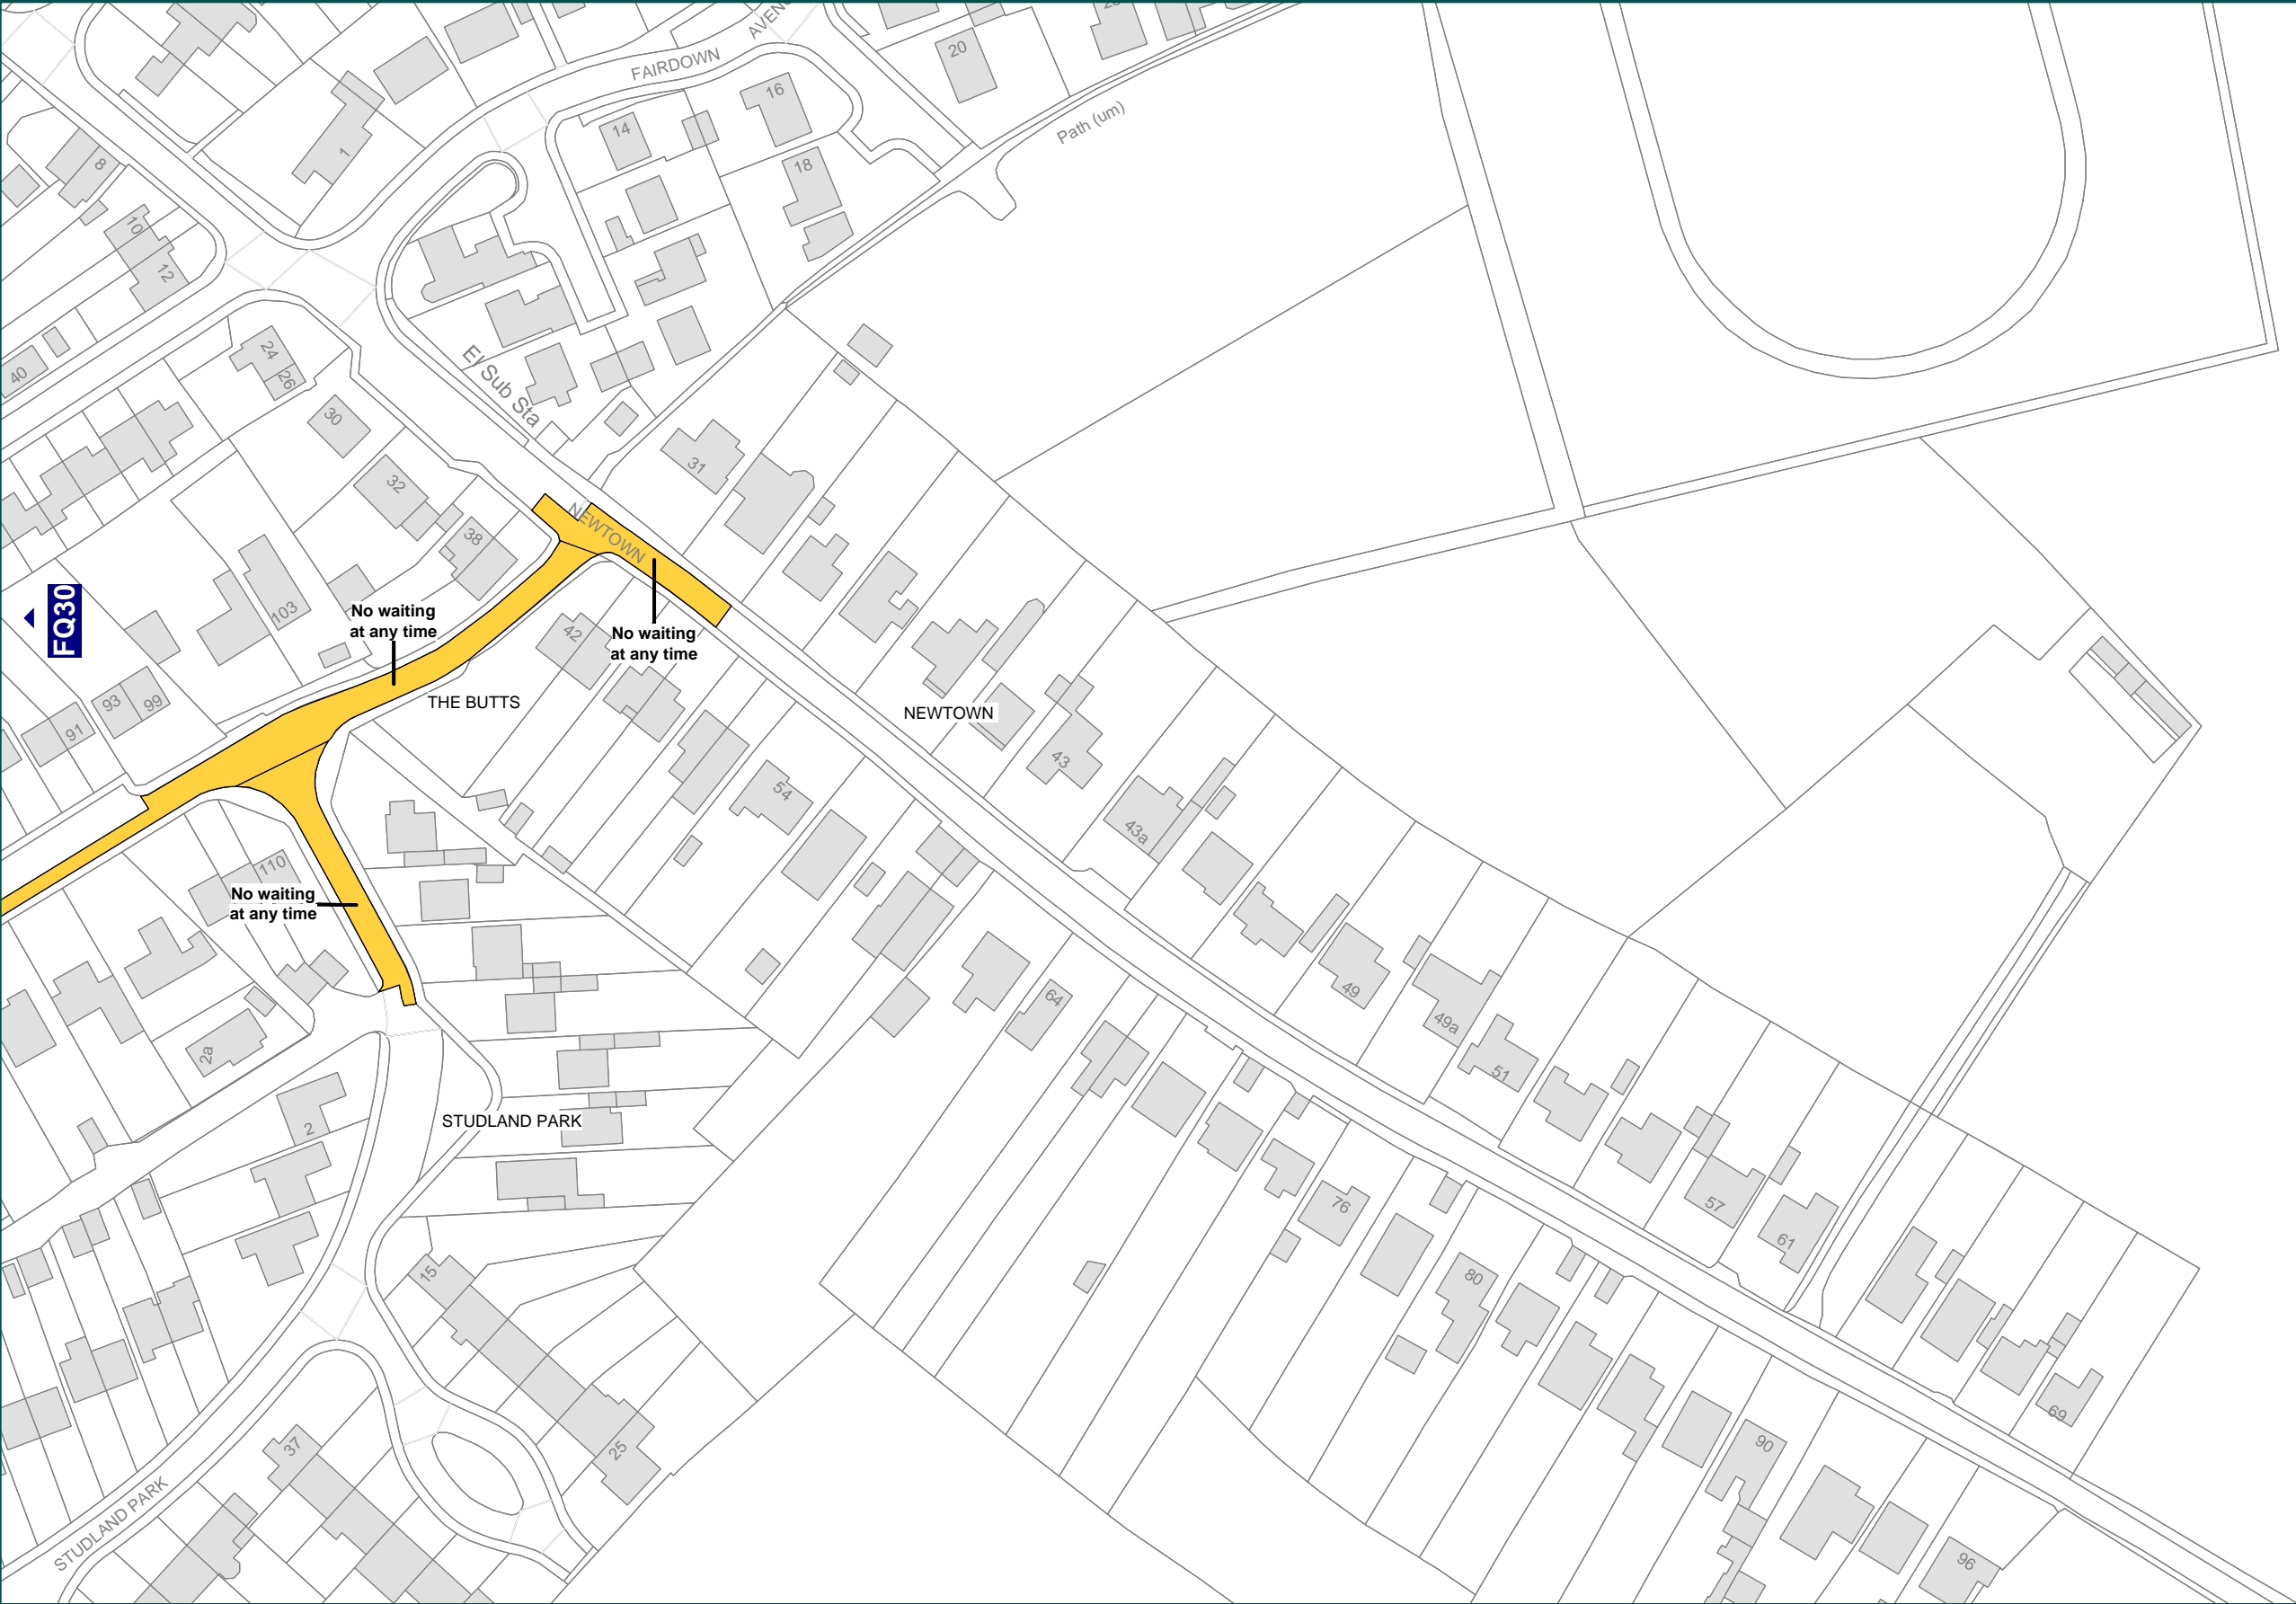 AVENU
FAIRDOWN
20
Path (um)
16
14
18
1
8
10
12
24
26
40
30
El Sub Sta
31
32
38
NEWTOWN
FQ30
103
No waiting
at any time
42
No waiting
at any time
93
99
91
THE BUTTS
NEWTOWN
43
54
43a
110
No waiting
at any time
49
64
49a
2a
51
2
STUDLAND PARK
76
57
61
15
80
69
37
25
90
STUDLAND PARK
96